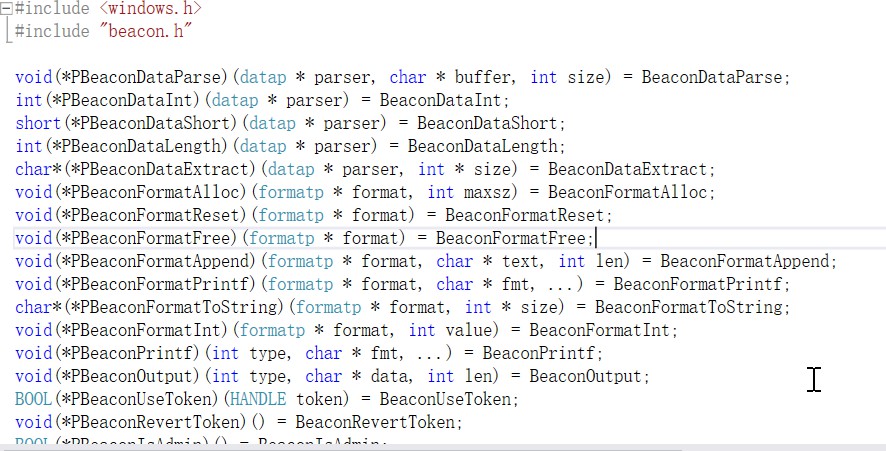 #include <windows.h>
#include "beacon.h"
void(*PBeaconDataParse)(datap * parser, char * buffer, int size) = BeaconDataParse;
int(*PBeaconDataInt)(datap * parser) = BeaconDataInt;
short(*PBeaconDataShort)(datap * parser) = BeaconDataShort;
int(*PBeaconDataLength)(datap * parser) = BeaconDataLength;
char*(*PBeaconDataExtract)(datap * parser, int * size) = BeaconDataExtract;
void(*PBeaconFormatAlloc)(formatp * format, int maxsz) = BeaconFormatAlloc;
void(*PBeaconFormatReset)(formatp * format) = BeaconFormatReset;
void(*PBeaconFormatFree)(formatp * format) = BeaconFormatFree;
void(*PBeaconFormatAppend)(formatp * format, char * text, int len) = BeaconFormatAppend;
void(*PBeaconFormatPrintf)(formatp * format, char * fmt, ...) = BeaconFormatPrintf;
char*(*PBeaconFormatToString)(formatp * format, int * size) = BeaconFormatToString;
void(*PBeaconFormatInt)(formatp * format, int value) = BeaconFormatInt;
void(*PBeaconPrintf)(int type, char * fmt, ...) = BeaconPrintf;
void(*PBeaconOutput)(int type, char * data, int len) = BeaconOutput;
BOOL(*PBeaconUseToken)(HANDLE token) = BeaconUseToken;
void(*PBeaconRevertToken)() = BeaconRevertToken;
BOOL(*PBeaconIsAdmin)() = BeaconIsAdmin;